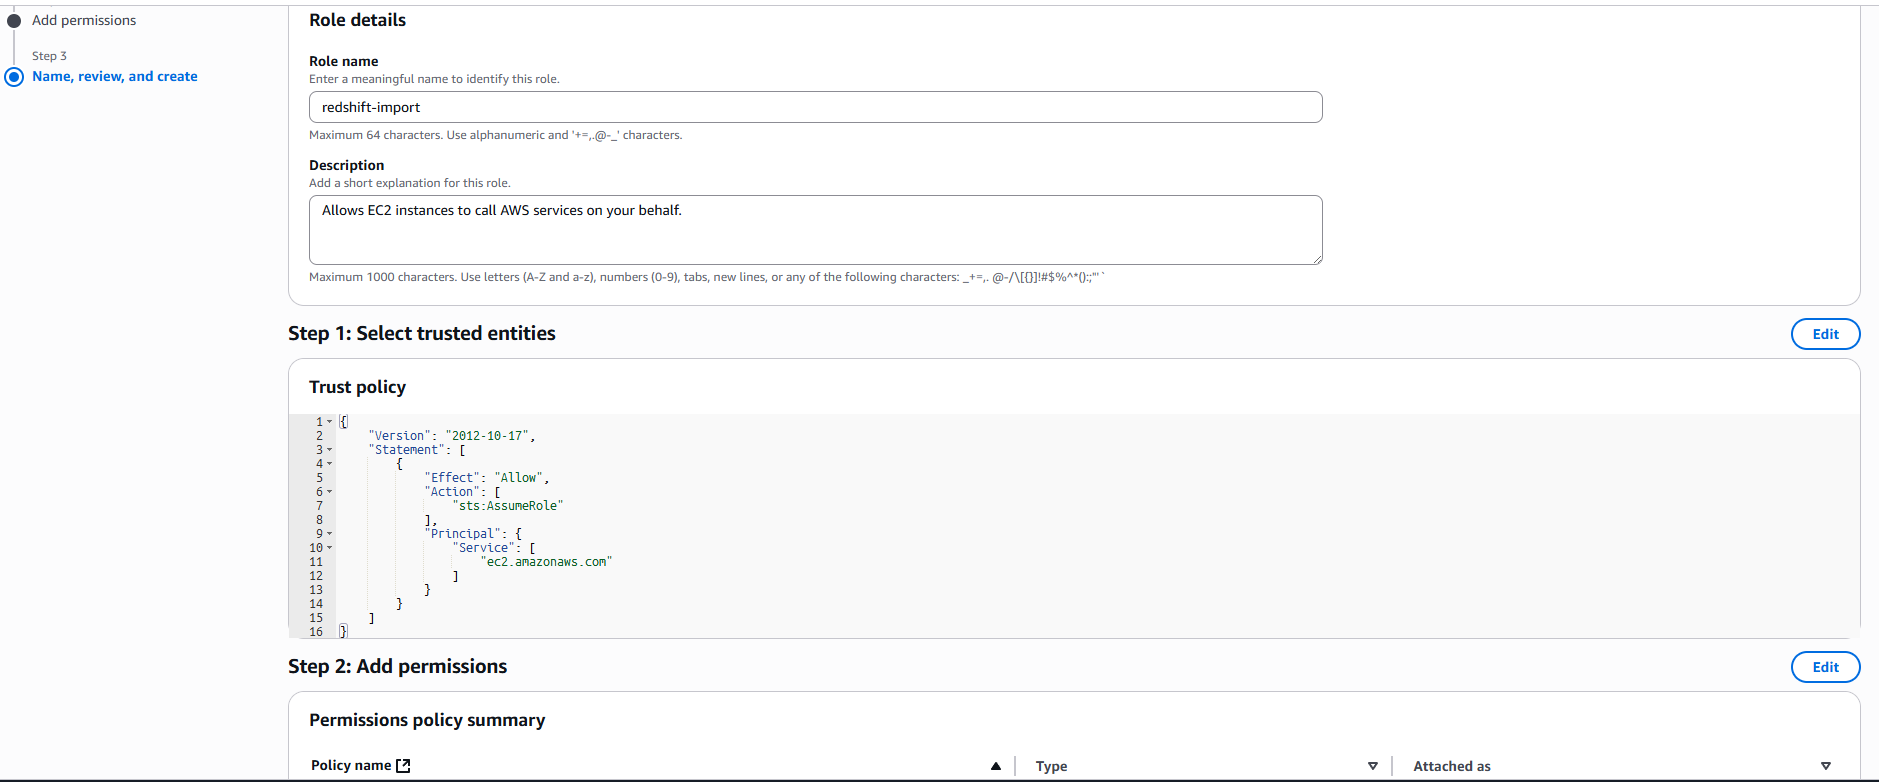 Add permissions
Step 3
Name, review, and create
Role details
Role name
Enter a meaningful name to identify this role.
redshift-import
Maximum 64 characters. Use alphanumeric and '+=,.@-_' characters.
Description
Add a short explanation for this role.
Allows EC2 instances to call AWS services on your behalf.
Maximum 1000 characters. Use letters (A-Z and a-z), numbers (0-9), tabs, new lines, or any of the following characters: _+=,. @-/\[{}]!#$%^*();:"'`
Step 1: Select trusted entities
Edit
Trust policy
1 {
2     "Version": "2012-10-17",
3     "Statement": [
4         {
5             "Effect": "Allow",
6             "Action": [
7                 "sts:AssumeRole"
8             ],
9             "Principal": {
10                 "Service": [
11                     "ec2.amazonaws.com"
12                 ]
13             }
14         }
15     ]
16 }
Step 2: Add permissions
Edit
Permissions policy summary
Policy name
Type
Attached as